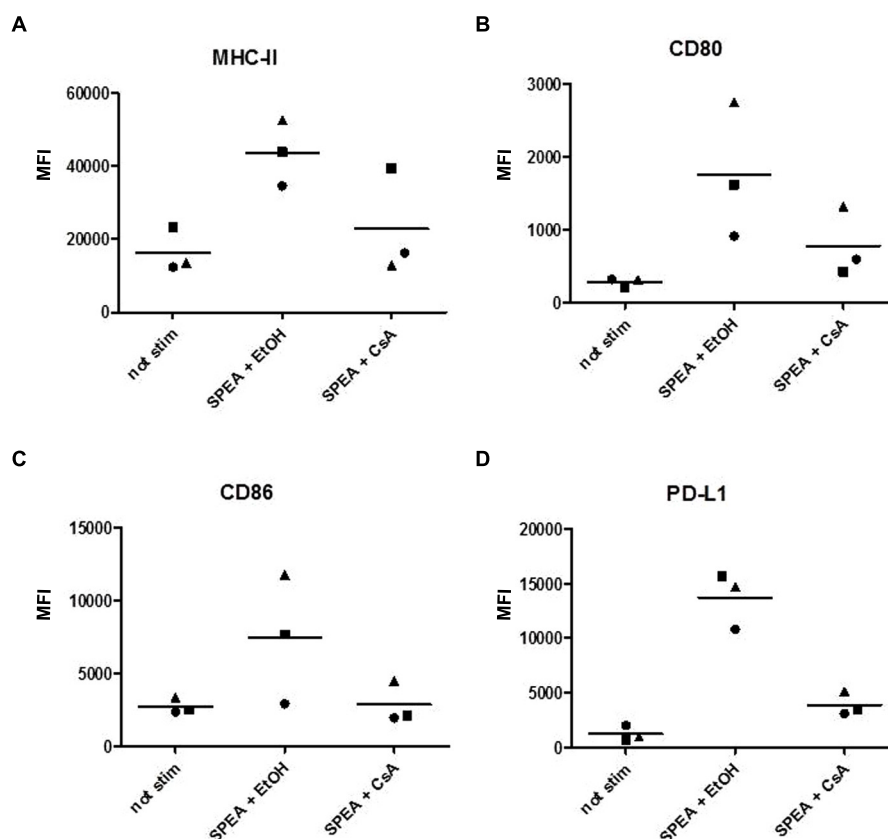 A
MHC-II
60000
40000
20000
0
MFI
not stim
SPEA + EtOH
SPEA + CsA
B
CD80
3000
2000
1000
0
MFI
not stim
SPEA + EtOH
SPEA + CsA
C
CD86
15000
10000
5000
0
MFI
not stim
SPEA + EtOH
SPEA + CsA
D
PD-L1
20000
15000
10000
5000
0
MFI
not stim
SPEA + EtOH
SPEA + CsA